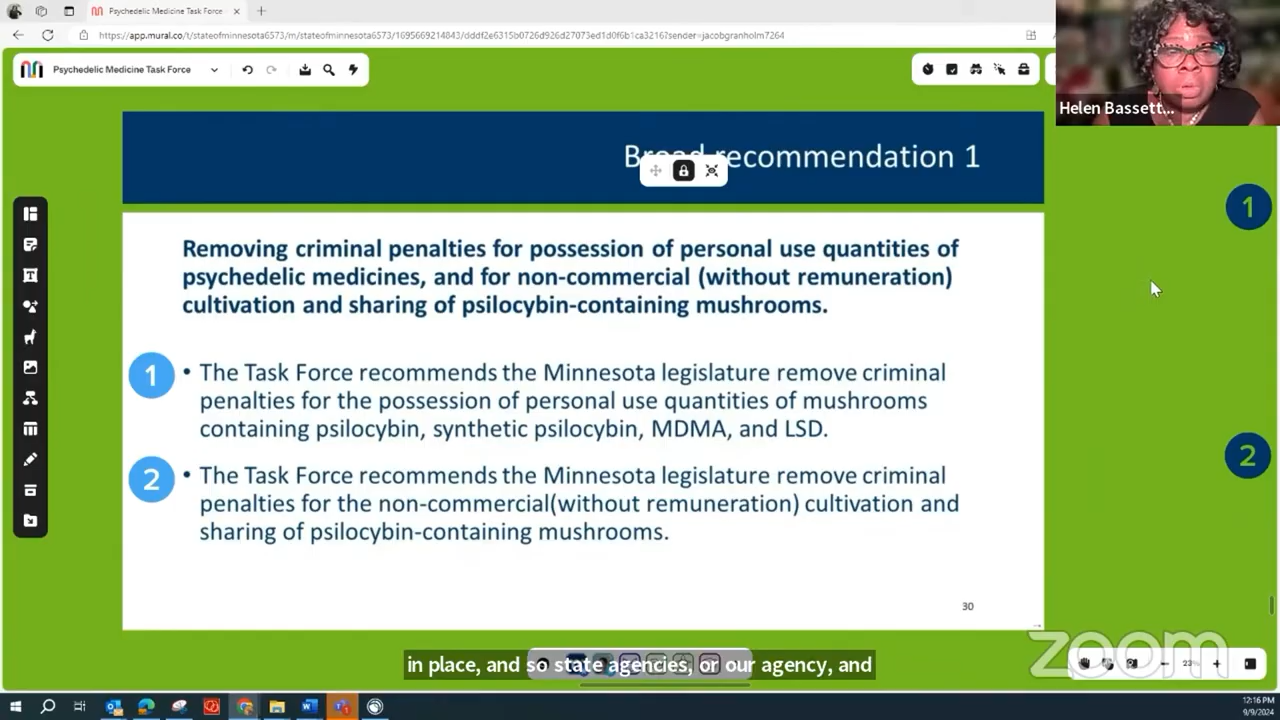 Psychedelic Medicine Task Force
https://app.mural.co/t/stateofminnesota6573/m/stateofminnesota6573/1695669214843/dddf2e6315b0726d926d27073ed1d0f6b1ca3216?sender=jacobgranholm7264
Psychedelic Medicine Task Force
Helen Bassett...
Broad recommendation 1
Removing criminal penalties for possession of personal use quantities of
psychedelic medicines, and for non-commercial (without remuneration)
cultivation and sharing of psilocybin-containing mushrooms.
1
• The Task Force recommends the Minnesota legislature remove criminal
penalties for the possession of personal use quantities of mushrooms
containing psilocybin, synthetic psilocybin, MDMA, and LSD.
2
• The Task Force recommends the Minnesota legislature remove criminal
penalties for the non-commercial(without remuneration) cultivation and
sharing of psilocybin-containing mushrooms.
30
1
2
in place, and so state agencies, or our agency, and
zoom
23%
12:16 PM
9/9/2024